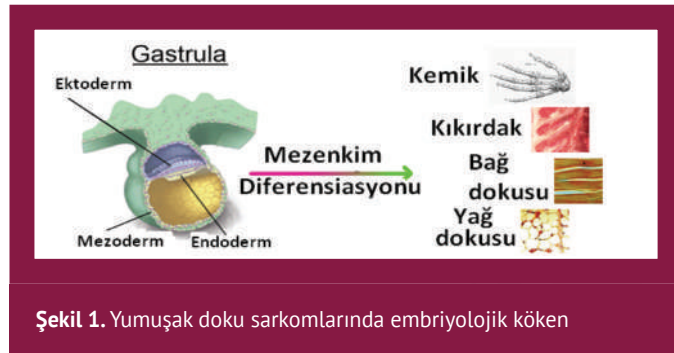 Gastrula
Ektoderm
Mezoderm
Endoderm
Mezenkim
Diferensiasyonu
Kemik
Kıkırdak
Bağ
dokusu
Yağ
dokusu
Şekil 1. Yumuşak doku sarkomlarında embriyolojik köken